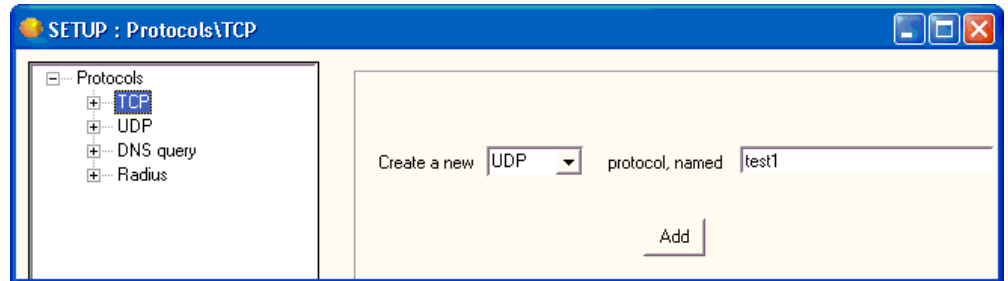 SETUP : Protocols\TCP
Protocols
TCP
UDP
DNS query
Radius
Create a new UDP protocol, named test1
Add